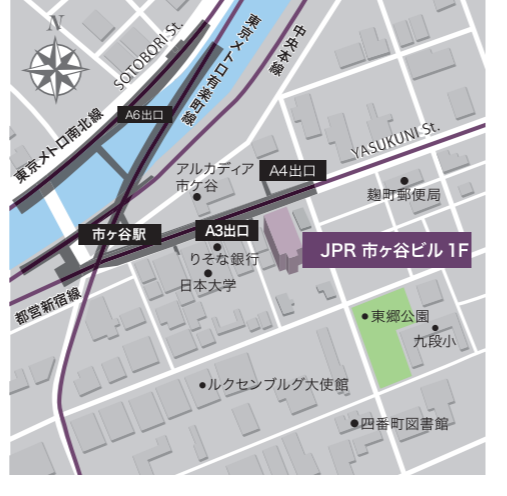 N
SOTOBORI St.
東京メトロ有楽町線
中央本線
A6出口
東京メトロ南北線
YASUKUNI St.
アルカディア
市ケ谷
A4出口
麹町郵便局
市ヶ谷駅
A3出口
りそな銀行
JPR 市ヶ谷ビル 1F
日本大学
都営新宿線
東郷公園
九段小
ルクセンブルグ大使館
四番町図書館